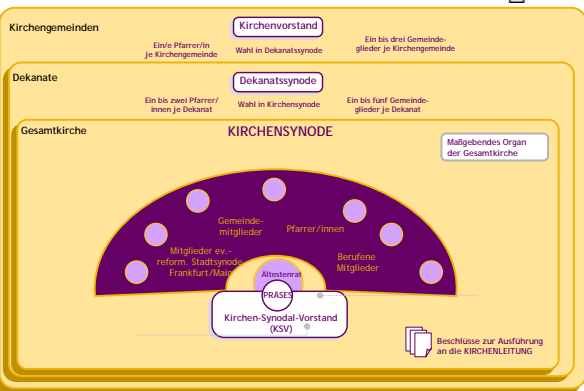 Kirchengemeinden
Kirchenvorstand
Ein/e Pfarrer/in
je Kirchengemeinde
Wahl in Dekanatssynode
Ein bis drei Gemeinde-
glieder je Kirchengemeinde
Dekanate
Dekanatssynode
Ein bis zwei Pfarrer/
innen je Dekanat
Wahl in Kirchensynode
Ein bis fünf Gemeinde-
glieder je Dekanat
Gesamtkirche
KIRCHENSYNODE
Maßgebendes Organ
der Gesamtkirche
Gemeinde-
mitglieder
Pfarrer/innen
Mitglieder ev.-
reform. Stadtsynode
Frankfurt/Main
Berufene
Mitglieder
Ältestenrat
PRÄSES
Kirchen-Synodal-Vorstand
(KSV)
Beschlüsse zur Ausführung
an die KIRCHENLEITUNG